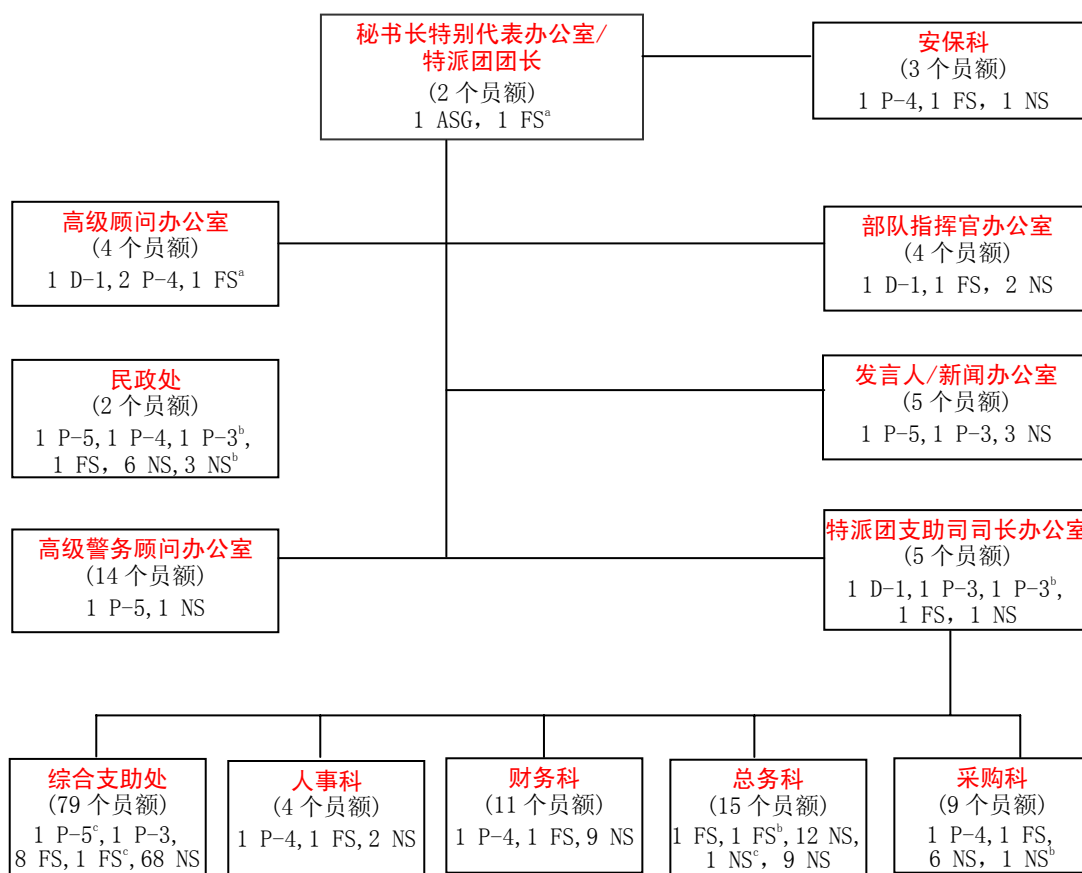 秘书长特别代表办公室/
特派团团长
(2 个员额)
1 ASG, 1 FSᵃ
安保科
(3 个员额)
1 P-4,1 FS, 1 NS
高级顾问办公室
(4 个员额)
1 D-1,2 P-4,1 FSᵃ
部队指挥官办公室
(4 个员额)
1 D-1,1 FS, 2 NS
民政处
(2 个员额)
1 P-5,1 P-4,1 P-3ᵇ,
1 FS, 6 NS,3 NSᵇ
发言人/新闻办公室
(5 个员额)
1 P-5,1 P-3,3 NS
高级警务顾问办公室
(14 个员额)
1 P-5,1 NS
特派团支助司司长办公室
(5 个员额)
1 D-1,1 P-3,1 P-3ᵇ,
1 FS, 1 NS
综合支助处
(79 个员额)
1 P-5ᶜ,1 P-3,
8 FS,1 FSᶜ,68 NS
人事科
(4 个员额)
1 P-4,1 FS,2 NS
财务科
(11 个员额)
1 P-4,1 FS,9 NS
总务科
(15 个员额)
1 FS,1 FSᵇ,12 NS,
1 NSᶜ, 9 NS
采购科
(9 个员额)
1 P-4,1 FS,
6 NS, 1 NSᵇ